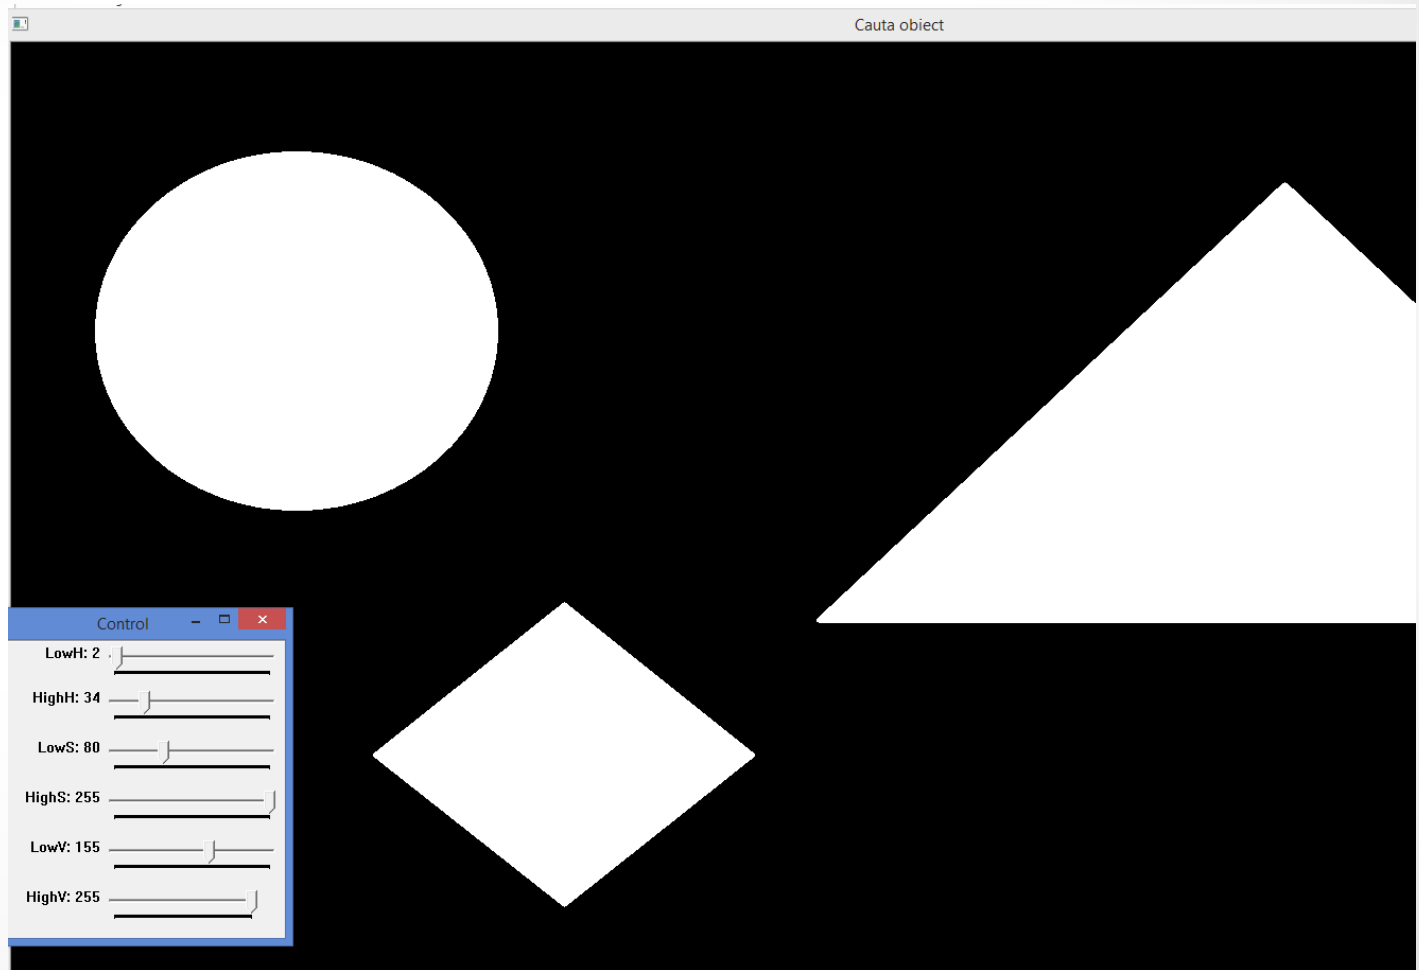 Cauta obiect
Control
LowH: 2
HighH: 34
LowS: 80
HighS: 255
LowV: 155
HighV: 255